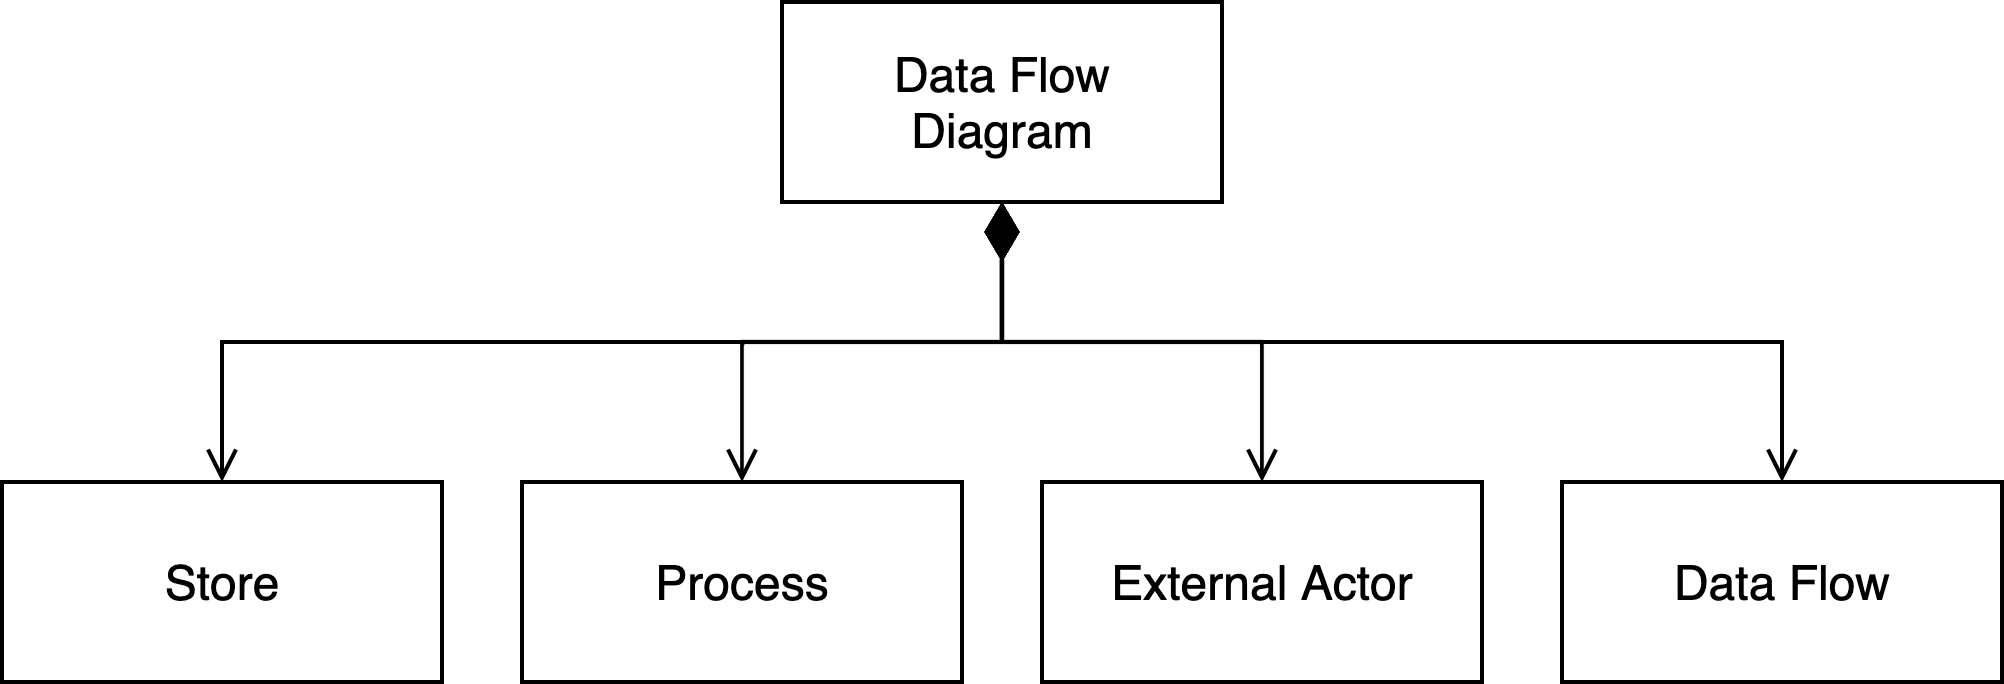 Data Flow
Diagram
Store
Process
External Actor
Data Flow